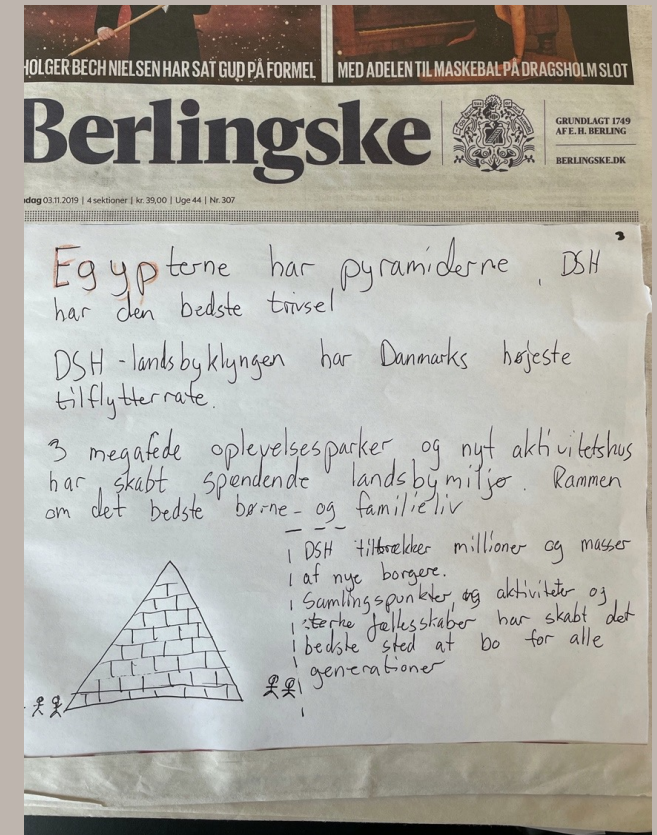 HOLGER BECH NIELSEN HAR SAT GUD PÅ FORMEL
MED ADELEN TIL MASKEBAL PÅ DRAGSHOLM SLOT
Berlingske
GRUNDLAGT 1749
AF E. H. BERLING
BERLINGSKE.DK
dag 03.11.2019 | 4 sektioner | kr. 39,00 | Uge 44 | Nr. 307
3
Egypterne har pyramiderne, DSH
har den bedste trivsel
DSH-landsbyklyngen har Danmarks højeste
tilflytterrate.
3 megafede oplevelsesparker og nyt aktivitetshus
har skabt spændende landsbymiljø. Rammen
om det bedste børne- og familieliv
DSH tiltrækker millioner og masser
af nye borgere.
Samlingspunkter, og aktiviteter og
sterke fællesskaber har skabt det
bedste sted at bo for alle
generationer